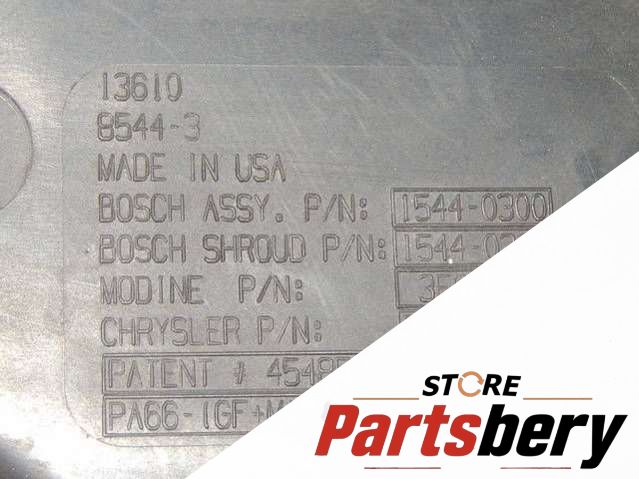 13610
8544-3
MADE IN USA
BOSCH ASSY. P/N: 1544-0300
BOSCH SHROUD P/N: 1544-0
MODINE P/N:
CHRYSLER P/N:
PATENT # 454
PA66-IGF+M
STORE
Partsbery